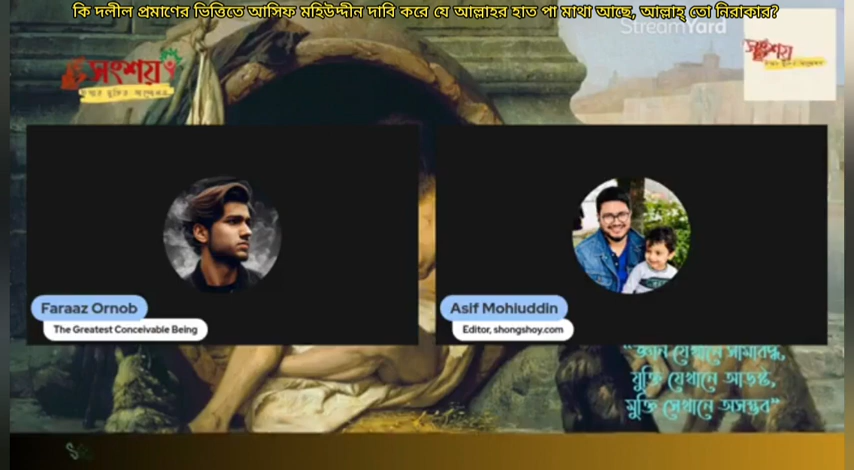 কি দলীল প্রমাণের ভিত্তিতে আসিফ মহিউদ্দীন দাবি করে যে আল্লাহর হাত পা মাথা আছে, আল্লাহ্ তো নিরাকার?
StreamYard
সংশয়
সংশয়
Faraaz Ornob
The Greatest Conceivable Being
Asif Mohiuddin
Editor, shongshoy.com
“জ্ঞান যেখানে সীমাবদ্ধ,
যুক্তি যেখানে আড়ষ্ট,
মুক্তি সেখানে অসম্ভব”